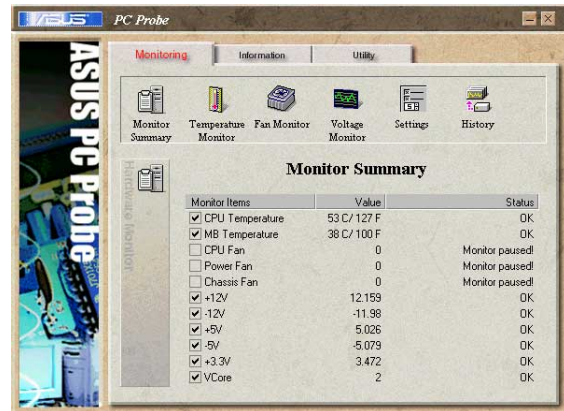 ASUS PC Probe
Monitoring Information Utility
Monitor Summary
Temperature Monitor
Fan Monitor
Voltage Monitor
Settings
History
ASUS PC Probe
Hardware Monitor
Monitor Summary
Monitor Items Value Status
CPU Temperature 53 C/ 127 F OK
MB Temperature 38 C/ 100 F OK
CPU Fan 0 Monitor paused!
Power Fan 0 Monitor paused!
Chassis Fan 0 Monitor paused!
+12V 12.159 OK
-12V -11.98 OK
+5V 5.026 OK
-5V -5.079 OK
+3.3V 3.472 OK
VCore 2 OK